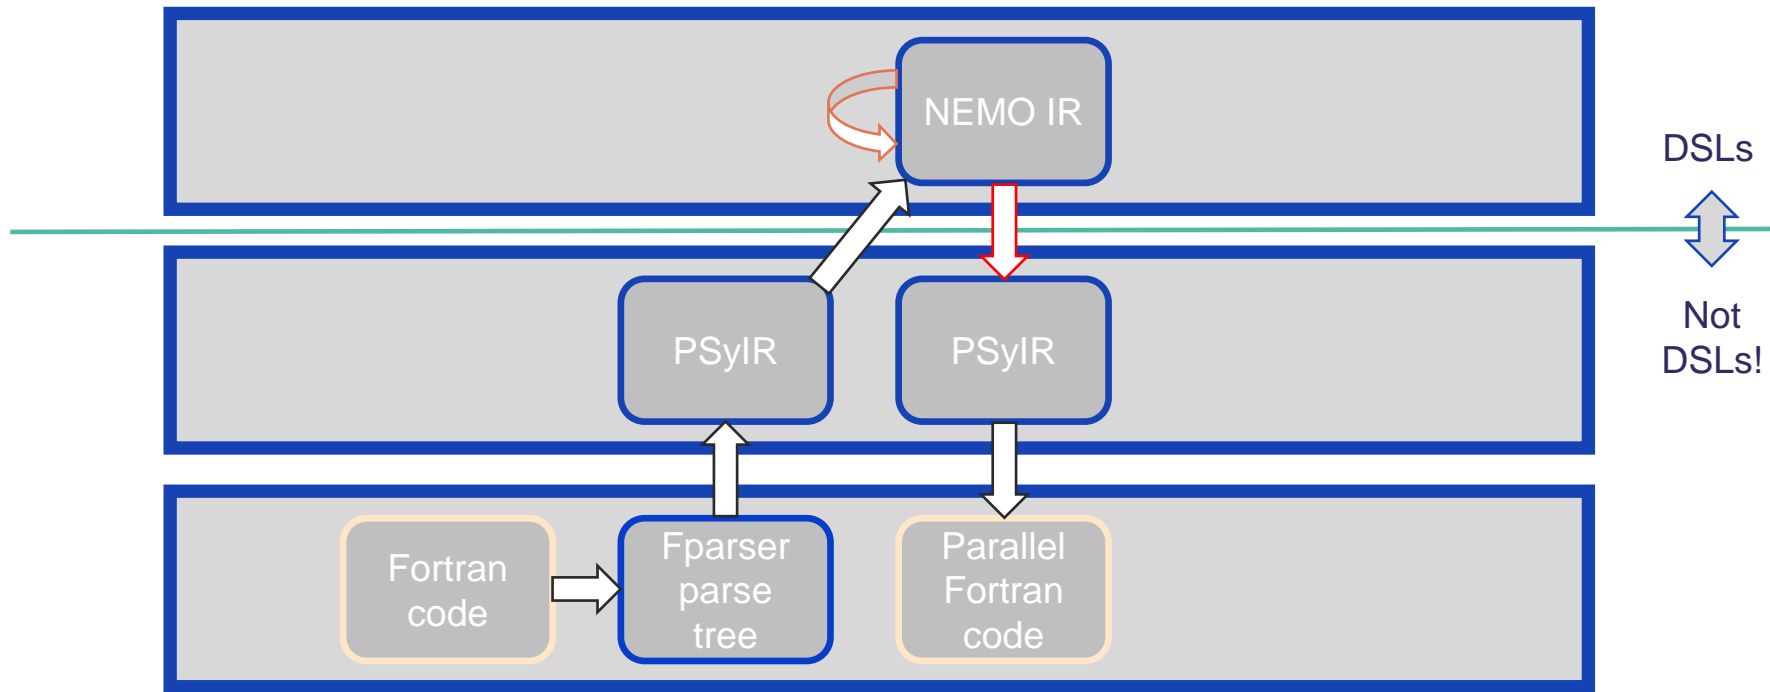 NEMO IR
DSLs
Not
DSLs!
PSyIR
PSyIR
Fortran
code
Fparser
parse
tree
Parallel
Fortran
code